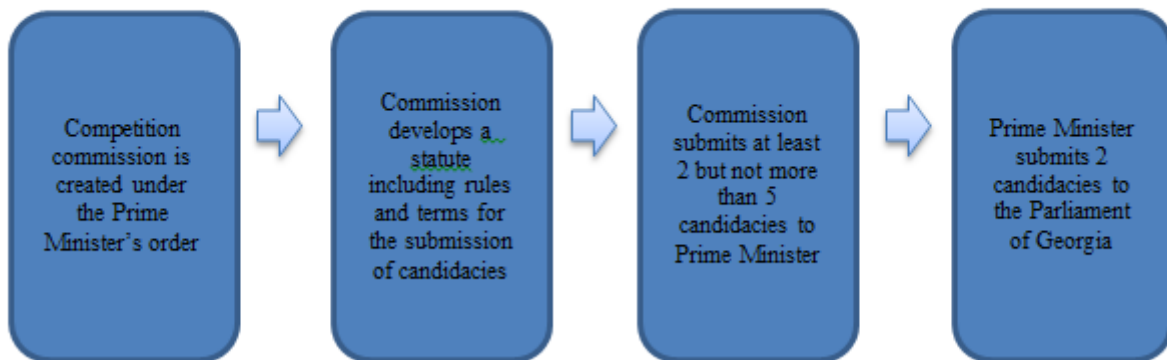 Competition
commission is
created under
the Prime
Minister’s order
Commission
develops a
statute
including rules
and terms for
the submission
of candidacies
Commission
submits at least
2 but not more
than 5
candidacies to
Prime Minister
Prime Minister
submits 2
candidacies to
the Parliament
of Georgia